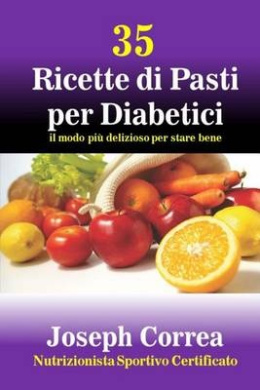 35
Ricette di Pasti
per Diabetici
il modo più delizioso per stare bene
Joseph Correa
Nutrizionista Sportivo Certificato